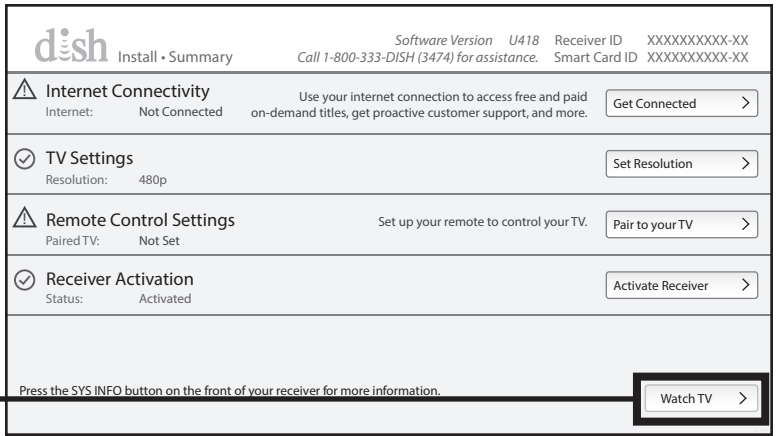 dish Install • Summary
Software Version U418 Receiver ID XXXXXXXXXX-XX
Call 1-800-333-DISH (3474) for assistance. Smart Card ID XXXXXXXXXX-XX
Internet Connectivity
Internet: Not Connected
Use your internet connection to access free and paid
on-demand titles, get proactive customer support, and more.
Get Connected >
TV Settings
Resolution: 480p
Set Resolution >
Remote Control Settings
Paired TV: Not Set
Set up your remote to control your TV.
Pair to your TV >
Receiver Activation
Status: Activated
Activate Receiver >
Press the SYS INFO button on the front of your receiver for more information.
Watch TV >